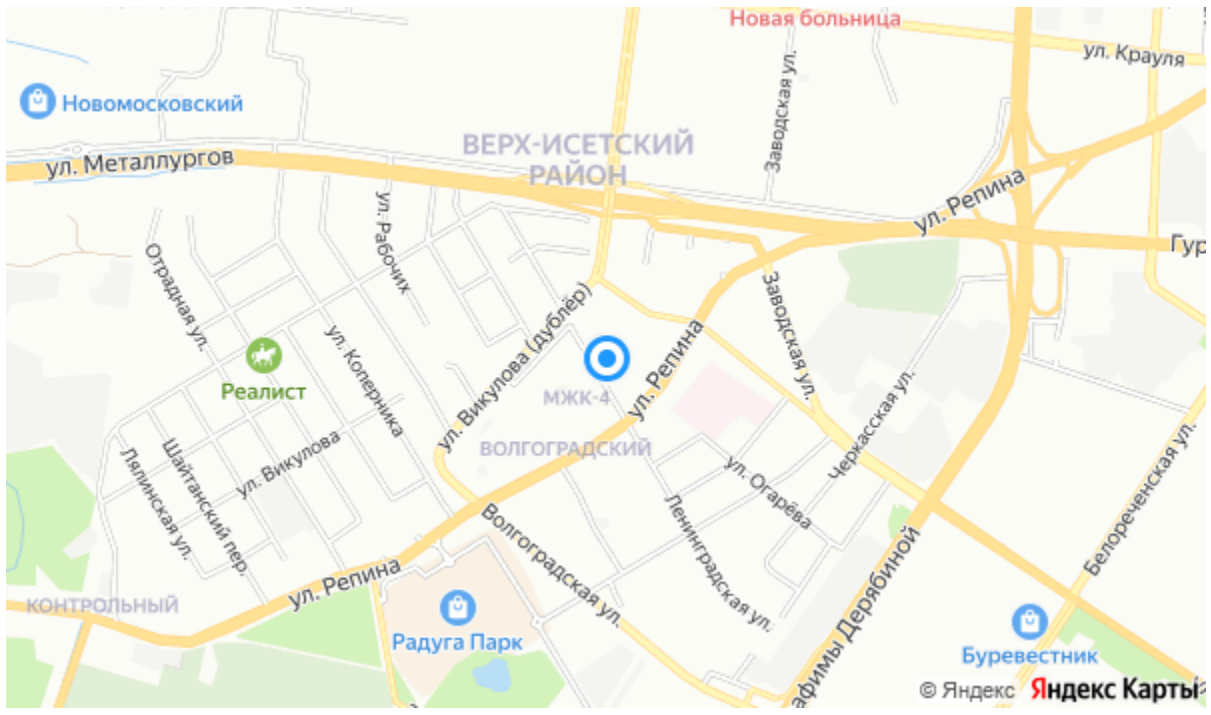 Новая больница
ул. Крауля
Новомосковский
Заводская ул.
ВЕРХ-ИСЕТСКИЙ
РАЙОН
ул. Металлургов
ул. Репина
ул. Рабочих
Гур
Отрадная ул.
ул. Викулова (дублёр)
Заводская ул.
ул. Коперника
Реалист
ул. Репина
МЖК-4
Черкасская ул.
ВОЛГОГРАДСКИЙ
ул. Викулова
Шайтанский пер.
Лялинская ул.
ул. Огарёва
Белореченская ул.
Ленинградская ул.
Волгоградская ул.
ул. Репина
КОНТРОЛЬНЫЙ
Радуга Парк
афимы Дерябиной
Буревестник
© Яндекс Яндекс Карты